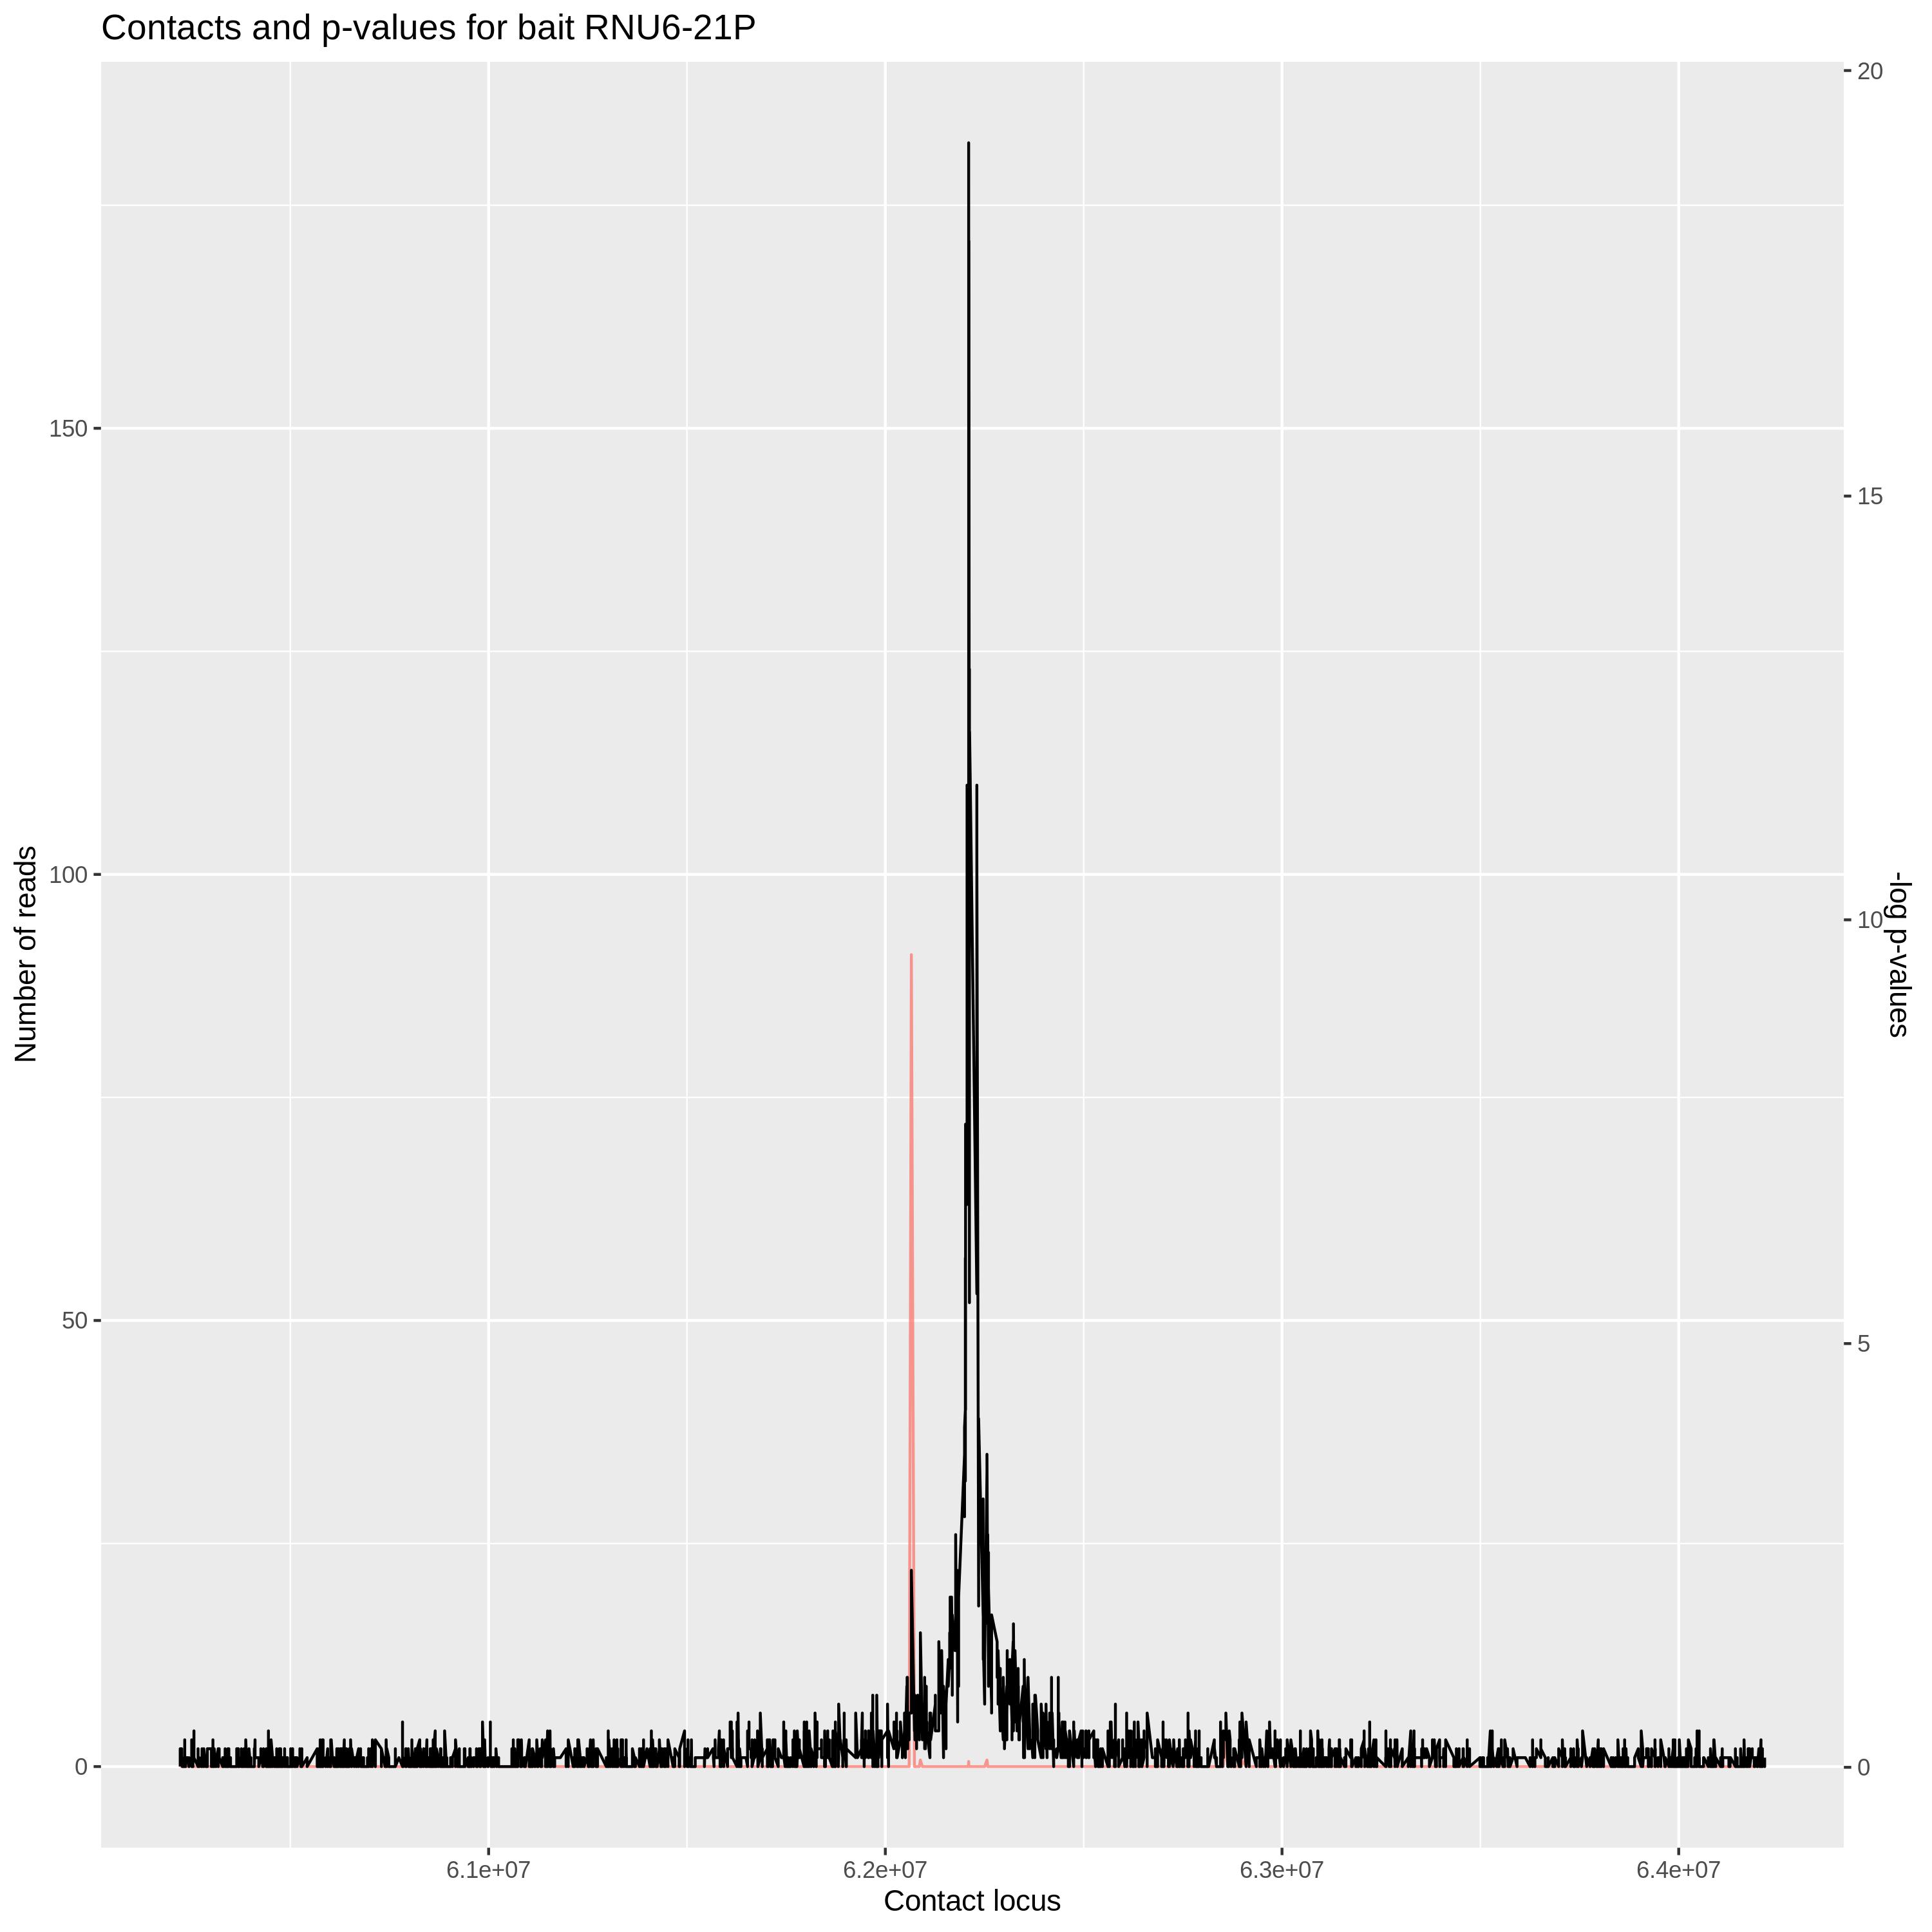 Contacts and p-values for bait RNU6-21P
20
15
10
5
0
-log p-values
150
100
50
0
Number of reads
6.1e+07
6.2e+07
6.3e+07
6.4e+07
Contact locus